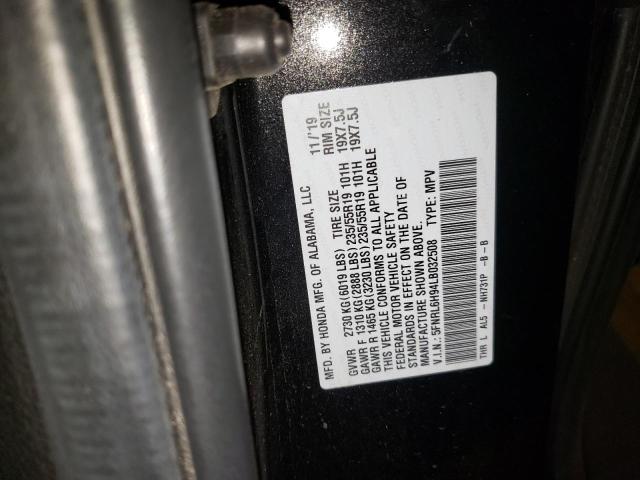 MFD. BY HONDA MFG. OF ALABAMA, LLC 11/'19
GVWR 2730 KG(6019 LBS) TIRE SIZE RIM SIZE
GAWR F 1310 KG(2888 LBS)235/55R19 101H 19X7.5J
GAWR R 1465 KG(3230 LBS)235/55R19 101H 19X7.5J
THIS VEHICLE CONFORMS TO ALL APPLICABLE
FEDERAL MOTOR VEHICLE SAFETY
STANDARDS IN EFFECT ON THE DATE OF
MANUFACTURE SHOWN ABOVE.
V.I.N.: 5FNRL6H94LB032508 TYPE: MPV
THR L AL5 - NH731P -B -B